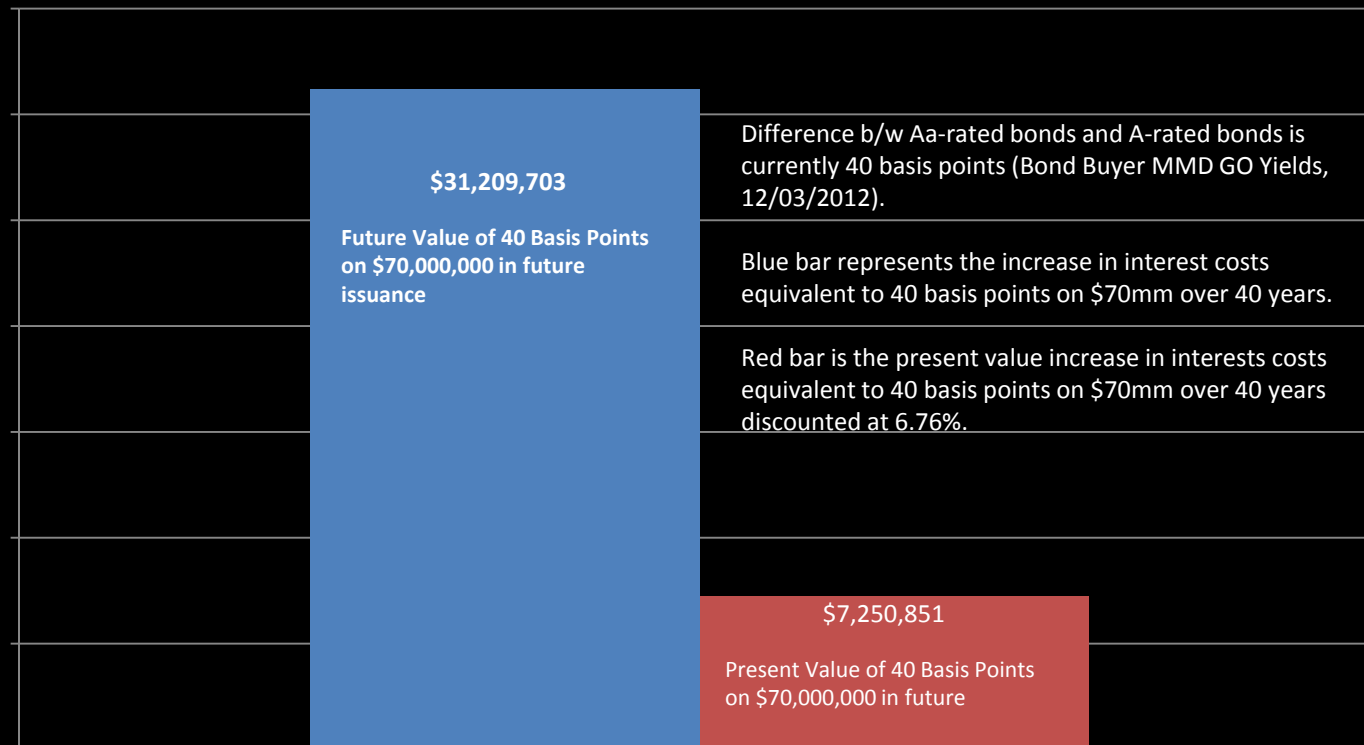 $31,209,703
Future Value of 40 Basis Points
on $70,000,000 in future
issuance
Difference b/w Aa-rated bonds and A-rated bonds is
currently 40 basis points (Bond Buyer MMD GO Yields,
12/03/2012).
Blue bar represents the increase in interest costs
equivalent to 40 basis points on $70mm over 40 years.
Red bar is the present value increase in interests costs
equivalent to 40 basis points on $70mm over 40 years
discounted at 6.76%.
$7,250,851
Present Value of 40 Basis Points
on $70,000,000 in future